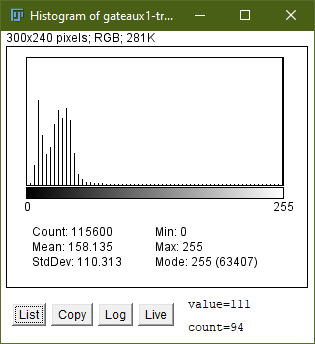 Histogram of gateaux1-tr...
300x240 pixels; RGB; 281K
0 255
Count: 115600 Min: 0
Mean: 158.135 Max: 255
StdDev: 110.313 Mode: 255 (63407)
List Copy Log Live value=111
count=94